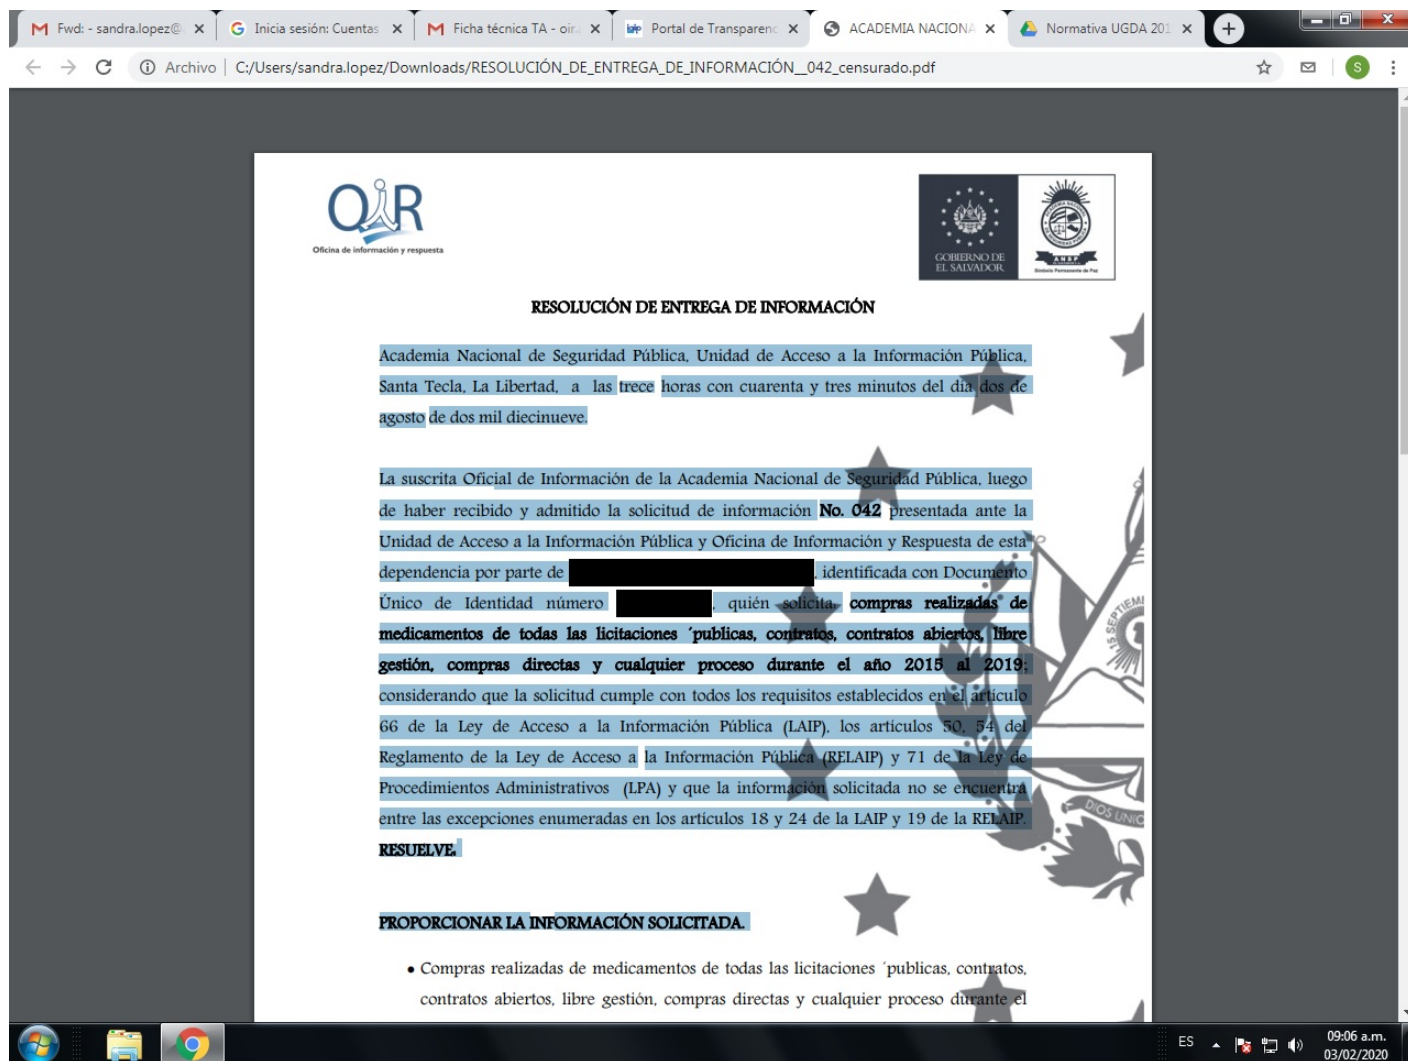 Fwd: - sandra.lopez@
Inicia sesión: Cuentas
Ficha técnica TA - oir.
Portal de Transparenc
ACADEMIA NACIONA
Normativa UGDA 201
Archivo | C:/Users/sandra.lopez/Downloads/RESOLUCIÓN_DE_ENTREGA_DE_INFORMACIÓN__042_censurado.pdf
S
OIR
Oficina de información y respuesta
GOBIERNO DE
EL SALVADOR
ANSP
Símbolo Permanente de Paz
RESOLUCIÓN DE ENTREGA DE INFORMACIÓN
Academia Nacional de Seguridad Pública, Unidad de Acceso a la Información Pública,
Santa Tecla, La Libertad, a las trece horas con cuarenta y tres minutos del día dos de
agosto de dos mil diecinueve.
La suscrita Oficial de Información de la Academia Nacional de Seguridad Pública, luego
de haber recibido y admitido la solicitud de información No. 042 presentada ante la
Unidad de Acceso a la Información Pública y Oficina de Información y Respuesta de esta
dependencia por parte de , identificada con Documento
Único de Identidad número , quién solicita, compras realizadas de
medicamentos de todas las licitaciones ´publicas, contratos, contratos abiertos, libre
gestión, compras directas y cualquier proceso durante el año 2015 al 2019;
considerando que la solicitud cumple con todos los requisitos establecidos en el artículo
66 de la Ley de Acceso a la Información Pública (LAIP), los artículos 50, 54 del
Reglamento de la Ley de Acceso a la Información Pública (RELAIP) y 71 de la Ley de
Procedimientos Administrativos (LPA) y que la información solicitada no se encuentra
entre las excepciones enumeradas en los artículos 18 y 24 de la LAIP y 19 de la RELAIP.
RESUELVE.
PROPORCIONAR LA INFORMACIÓN SOLICITADA.
• Compras realizadas de medicamentos de todas las licitaciones ´publicas, contratos,
contratos abiertos, libre gestión, compras directas y cualquier proceso durante el
15 SEPTIEM
DIOS UNIO
ES
09:06 a.m.
03/02/2020